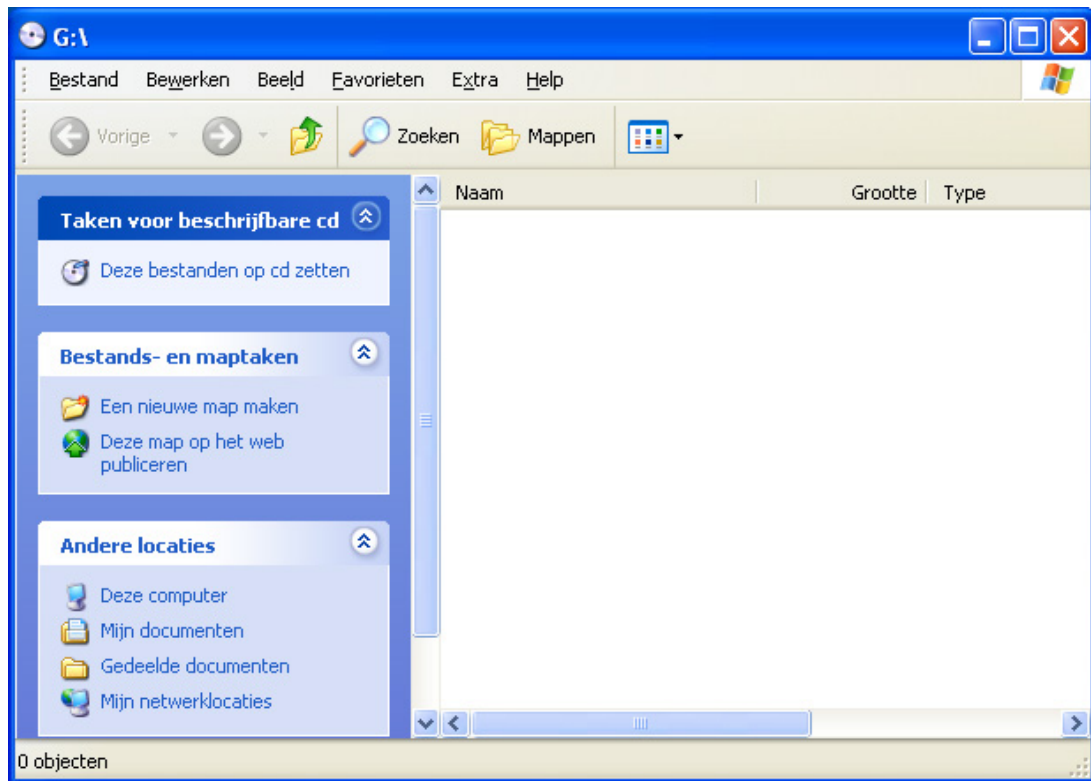 G:\
Bestand Bewerken Beeld Favorieten Extra Help
Vorige Zoeken Mappen
Naam Grootte Type
Taken voor beschrijfbare cd
Deze bestanden op cd zetten
Bestands- en maptaken
Een nieuwe map maken
Deze map op het web
publiceren
Andere locaties
Deze computer
Mijn documenten
Gedeelde documenten
Mijn netwerklocaties
0 objecten